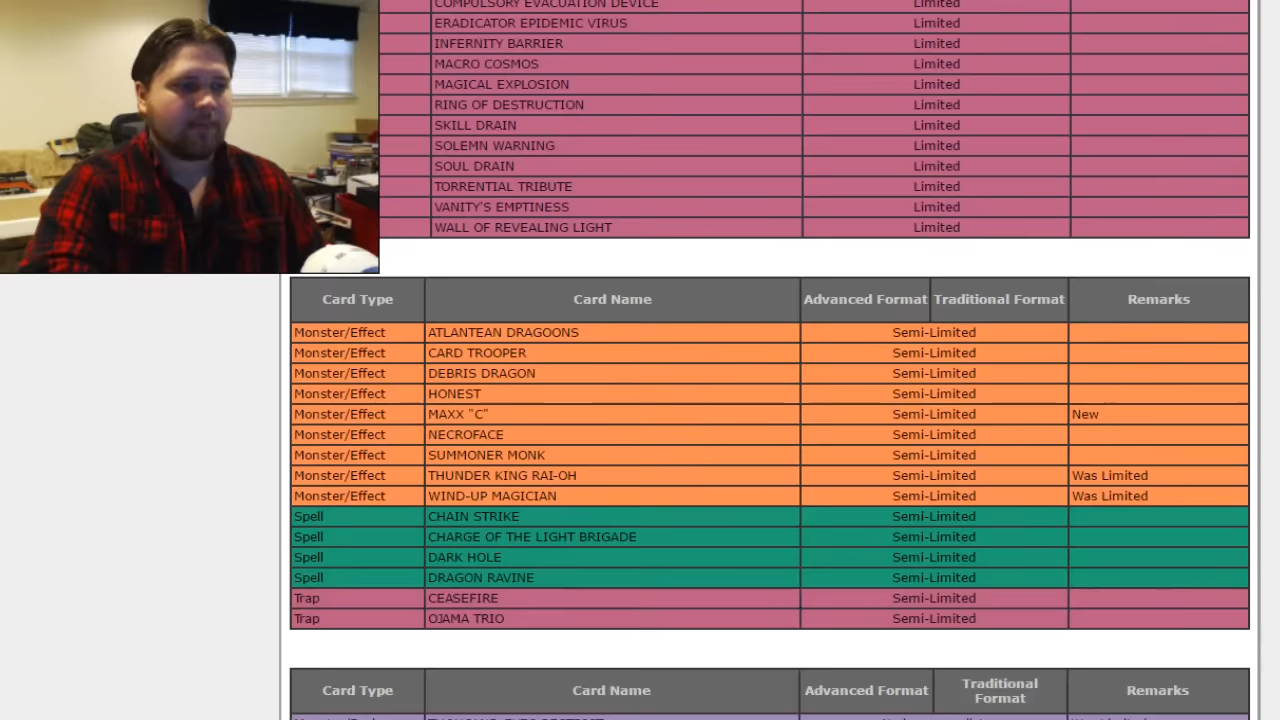 COMPULSORY EVACUATION DEVICE Limited
ERADICATOR EPIDEMIC VIRUS Limited
INFERNITY BARRIER Limited
MACRO COSMOS Limited
MAGICAL EXPLOSION Limited
RING OF DESTRUCTION Limited
SKILL DRAIN Limited
SOLEMN WARNING Limited
SOUL DRAIN Limited
TORRENTIAL TRIBUTE Limited
VANITY'S EMPTINESS Limited
WALL OF REVEALING LIGHT Limited
Card Type Card Name Advanced Format Traditional Format Remarks
Monster/Effect ATLANTEAN DRAGOONS Semi-Limited
Monster/Effect CARD TROOPER Semi-Limited
Monster/Effect DEBRIS DRAGON Semi-Limited
Monster/Effect HONEST Semi-Limited
Monster/Effect MAXX "C" Semi-Limited New
Monster/Effect NECROFACE Semi-Limited
Monster/Effect SUMMONER MONK Semi-Limited
Monster/Effect THUNDER KING RAI-OH Semi-Limited Was Limited
Monster/Effect WIND-UP MAGICIAN Semi-Limited Was Limited
Spell CHAIN STRIKE Semi-Limited
Spell CHARGE OF THE LIGHT BRIGADE Semi-Limited
Spell DARK HOLE Semi-Limited
Spell DRAGON RAVINE Semi-Limited
Trap CEASEFIRE Semi-Limited
Trap OJAMA TRIO Semi-Limited
Card Type Card Name Advanced Format Traditional Format Remarks